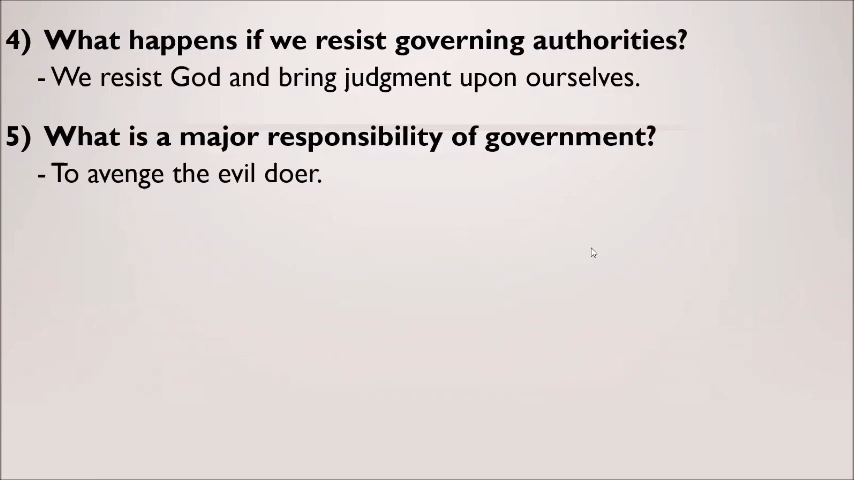 4) What happens if we resist governing authorities?
- We resist God and bring judgment upon ourselves.
5) What is a major responsibility of government?
- To avenge the evil doer.